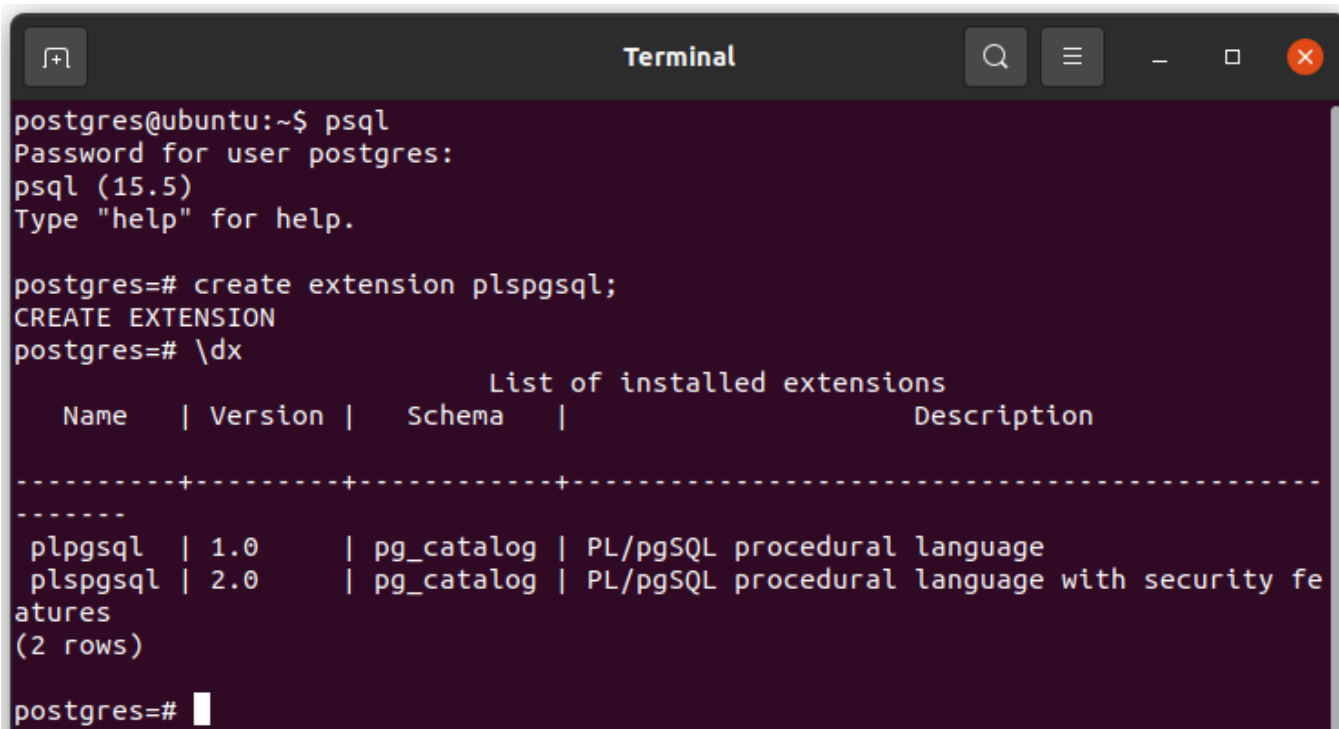 Terminal
postgres@ubuntu:~$ psql
Password for user postgres:
psql (15.5)
Type "help" for help.
postgres=# create extension plspgsql;
CREATE EXTENSION
postgres=# \dx
List of installed extensions
Name | Version | Schema | Description
----------+---------+------------+----------------------------------------------
-------
plpgsql | 1.0 | pg_catalog | PL/pgSQL procedural language
plspgsql | 2.0 | pg_catalog | PL/pgSQL procedural language with security fe
atures
(2 rows)
postgres=#